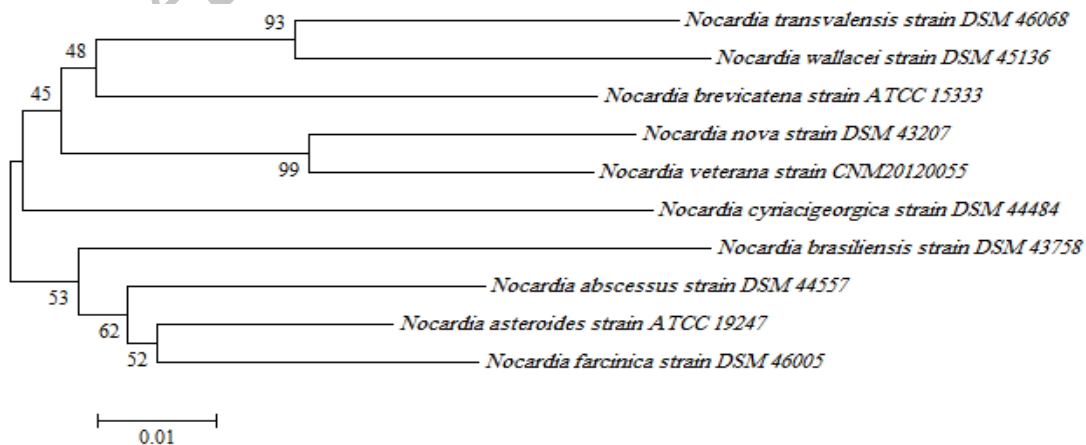 93
Nocardia transvalensis strain DSM 46068
48
Nocardia wallacei strain DSM 45136
45
Nocardia brevicatena strain ATCC 15333
Nocardia nova strain DSM 43207
99
Nocardia veterana strain CNM20120055
Nocardia cyriacigeorgica strain DSM 44484
Nocardia brasiliensis strain DSM 43758
53
Nocardia abscessus strain DSM 44557
62
Nocardia asteroides strain ATCC 19247
52
Nocardia farcinica strain DSM 46005
0.01